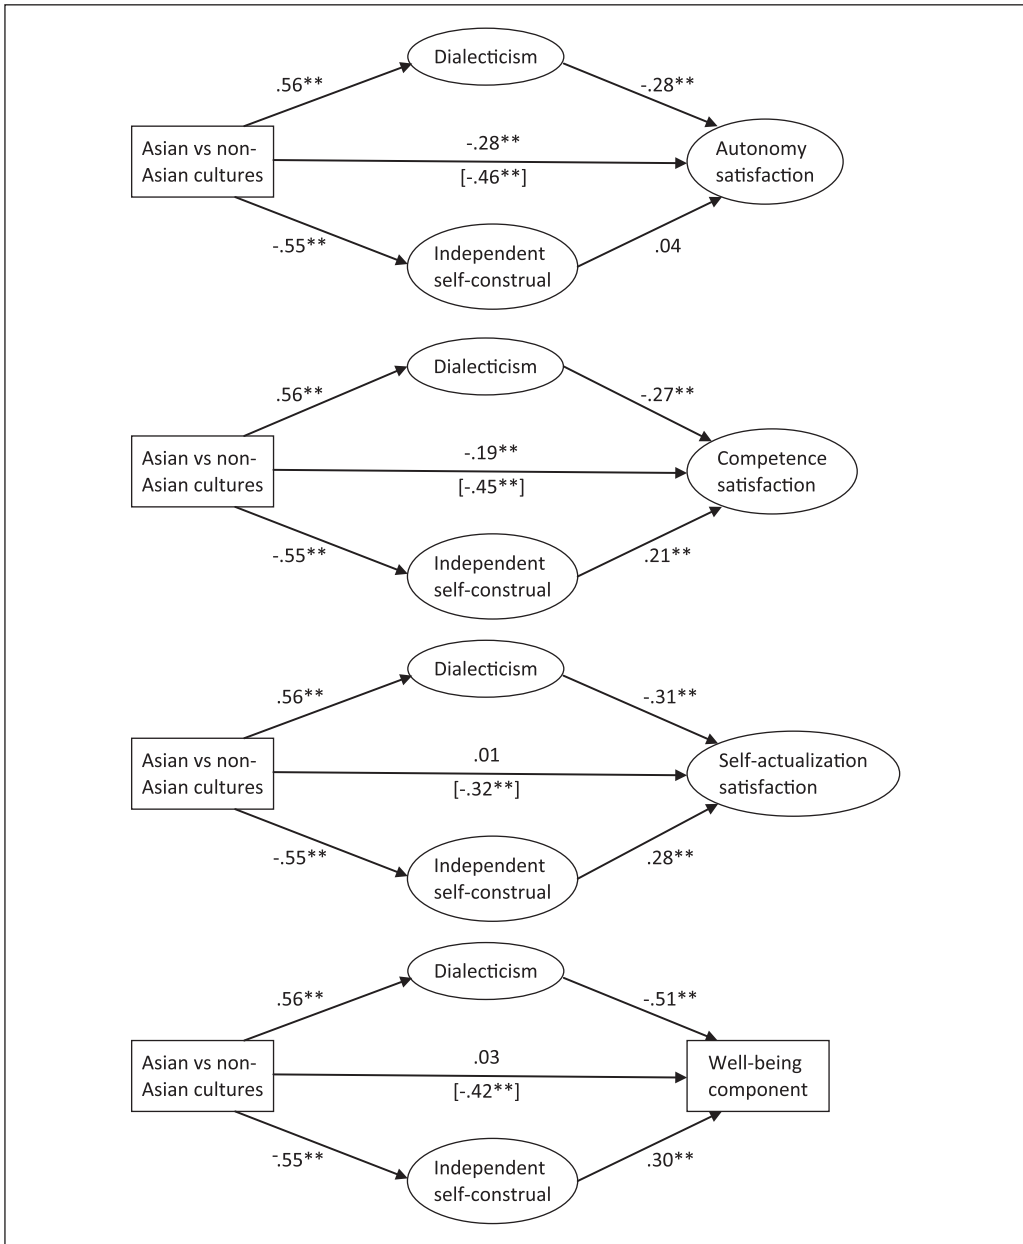 Dialecticism
.56**
-.28**
Asian vs non-
Asian cultures
-.28**
[-.46**]
Autonomy
satisfaction
-.55**
Independent
self-construal
.04
Dialecticism
.56**
-.27**
Asian vs non-
Asian cultures
-.19**
[-.45**]
Competence
satisfaction
-.55**
Independent
self-construal
.21**
Dialecticism
.56**
-.31**
Asian vs non-
Asian cultures
.01
[-.32**]
Self-actualization
satisfaction
-.55**
Independent
self-construal
.28**
Dialecticism
.56**
-.51**
Asian vs non-
Asian cultures
.03
[-.42**]
Well-being
component
-.55**
Independent
self-construal
.30**